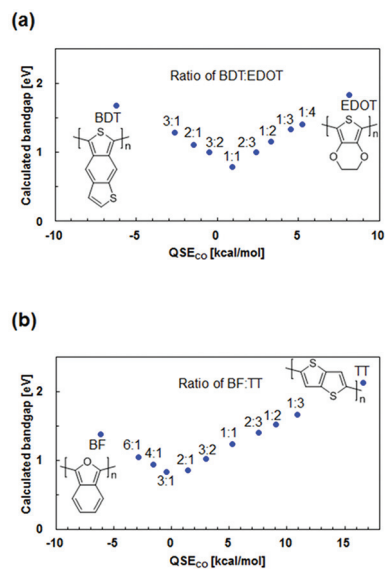 (a)
Calculated bandgap [eV]
2
1
0
Ratio of BDT:EDOT
BDT
S
n
S
3:1
2:1
3:2
1:1
2:3
1:2
1:3
1:4
EDOT
S
n
O
O
-10
-5
0
5
10
QSECO [kcal/mol]
(b)
Calculated bandgap [eV]
2
1
0
Ratio of BF:TT
BF
O
n
6:1
4:1
3:1
2:1
3:2
1:1
2:3
1:2
1:3
S
S
n
TT
-10
-5
0
5
10
15
QSECO [kcal/mol]